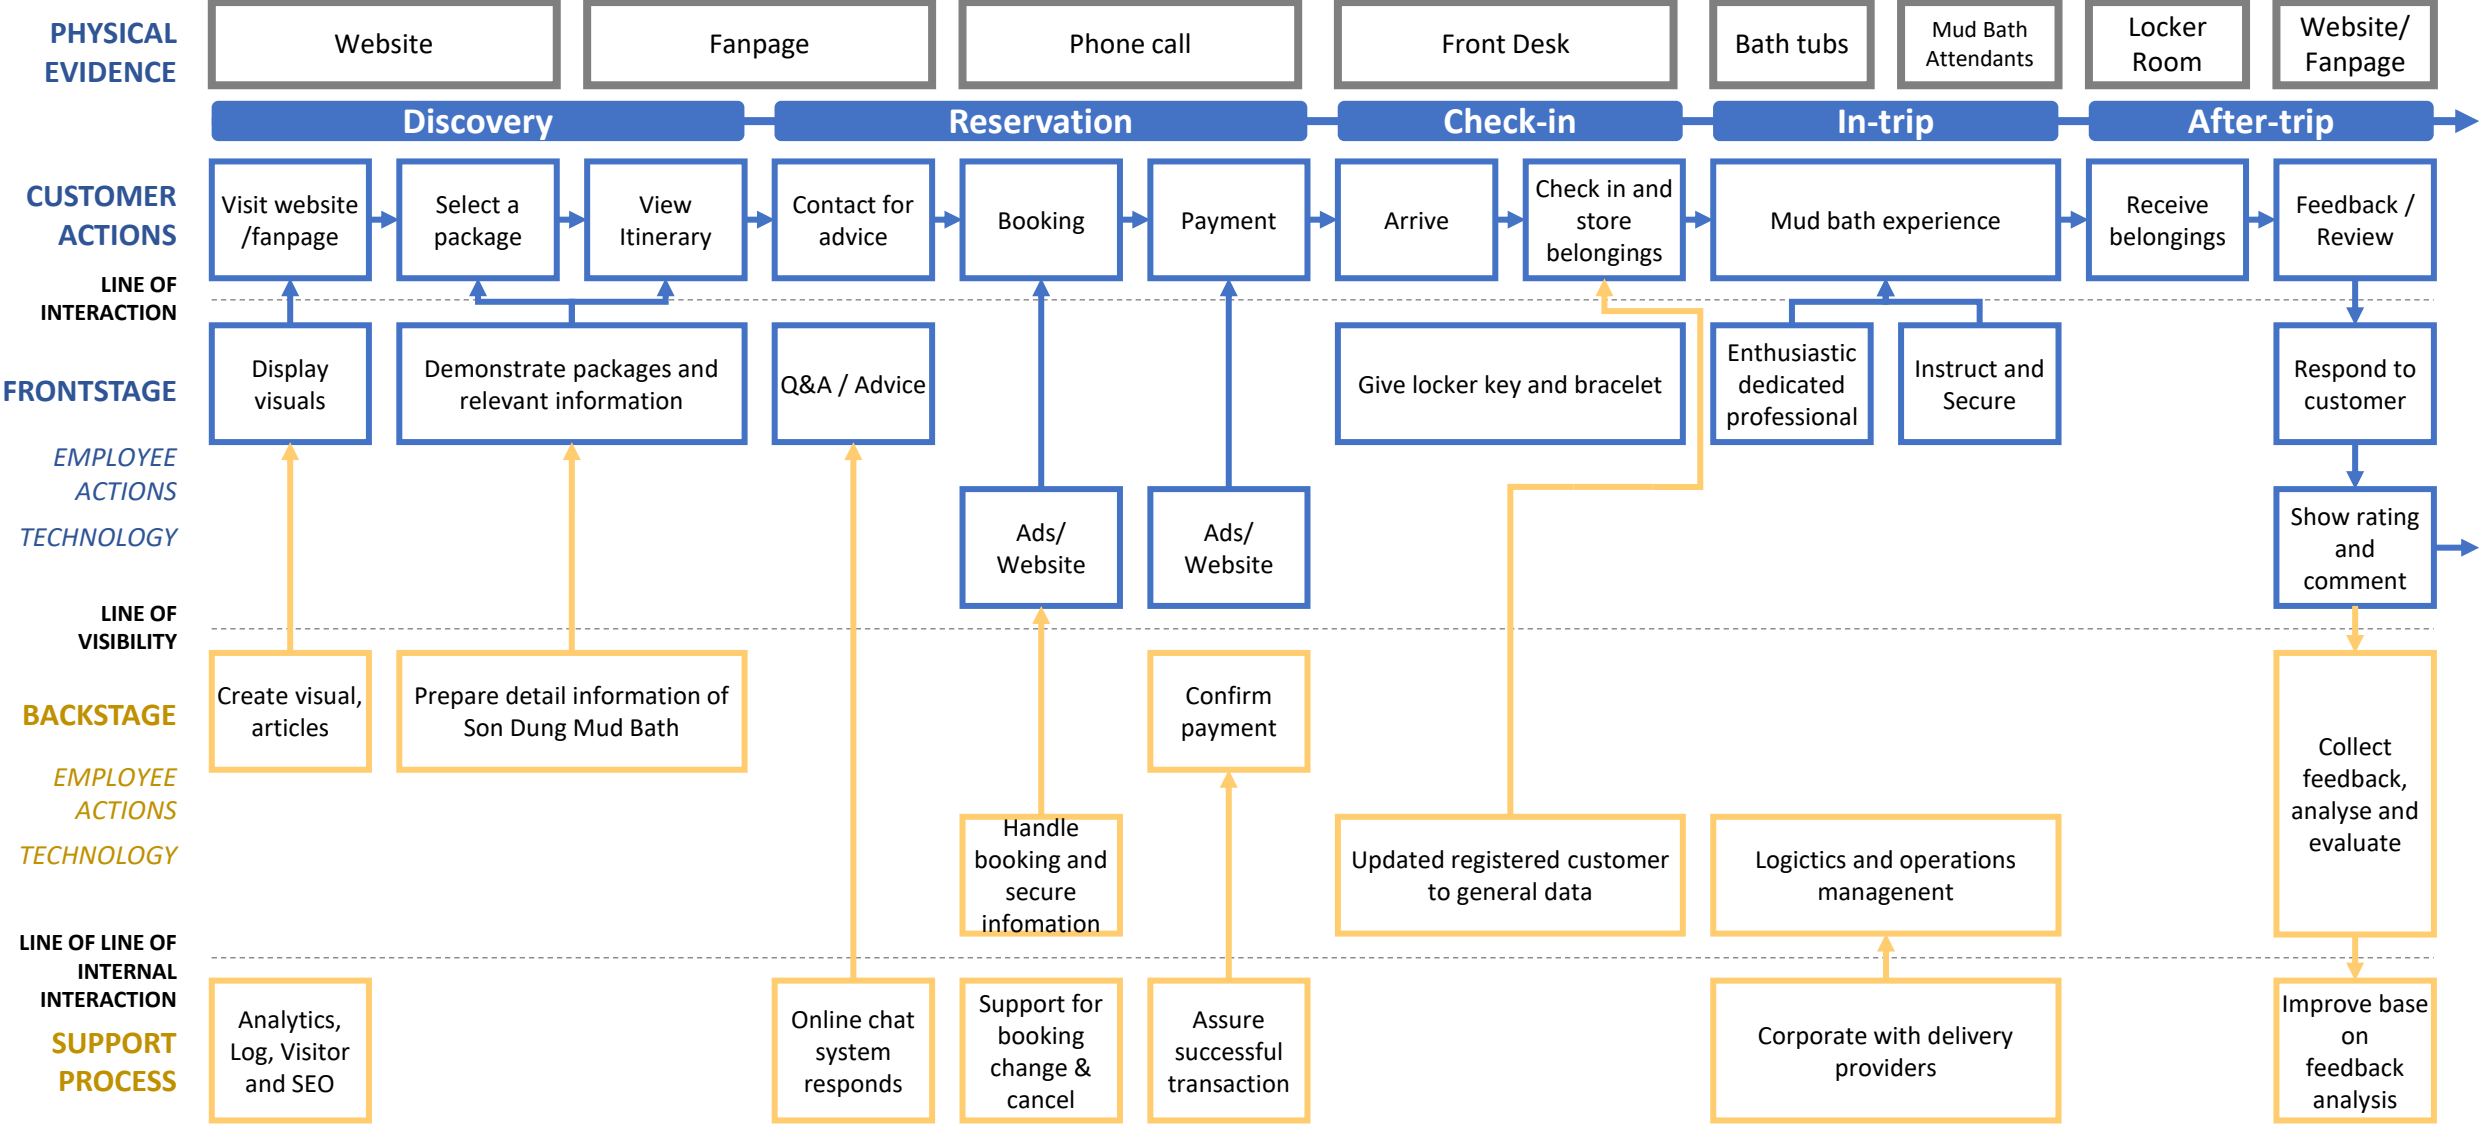 PHYSICAL
EVIDENCE
Website
Fanpage
Phone call
Front Desk
Bath tubs
Mud Bath
Attendants
Locker
Room
Website/
Fanpage
Discovery
Reservation
Check-in
In-trip
After-trip
CUSTOMER
ACTIONS
Visit website
/fanpage
Select a
package
View
Itinerary
Contact for
advice
Booking
Payment
Arrive
Check in and
store
belongings
Mud bath experience
Receive
belongings
Feedback /
Review
LINE OF
INTERACTION
FRONTSTAGE
Display
visuals
Demonstrate packages and
relevant information
Q&A / Advice
Give locker key and bracelet
Enthusiastic
dedicated
professional
Instruct and
Secure
Respond to
customer
EMPLOYEE
ACTIONS
TECHNOLOGY
Ads/
Website
Ads/
Website
Show rating
and
comment
LINE OF
VISIBILITY
BACKSTAGE
Create visual,
articles
Prepare detail information of
Son Dung Mud Bath
Confirm
payment
Collect
feedback,
analyse and
evaluate
EMPLOYEE
ACTIONS
TECHNOLOGY
Handle
booking and
secure
infomation
Updated registered customer
to general data
Logictics and operations
management
LINE OF LINE OF
INTERNAL
INTERACTION
SUPPORT
PROCESS
Analytics,
Log, Visitor
and SEO
Online chat
system
responds
Support for
booking
change &
cancel
Assure
successful
transaction
Corporate with delivery
providers
Improve base
on
feedback
analysis